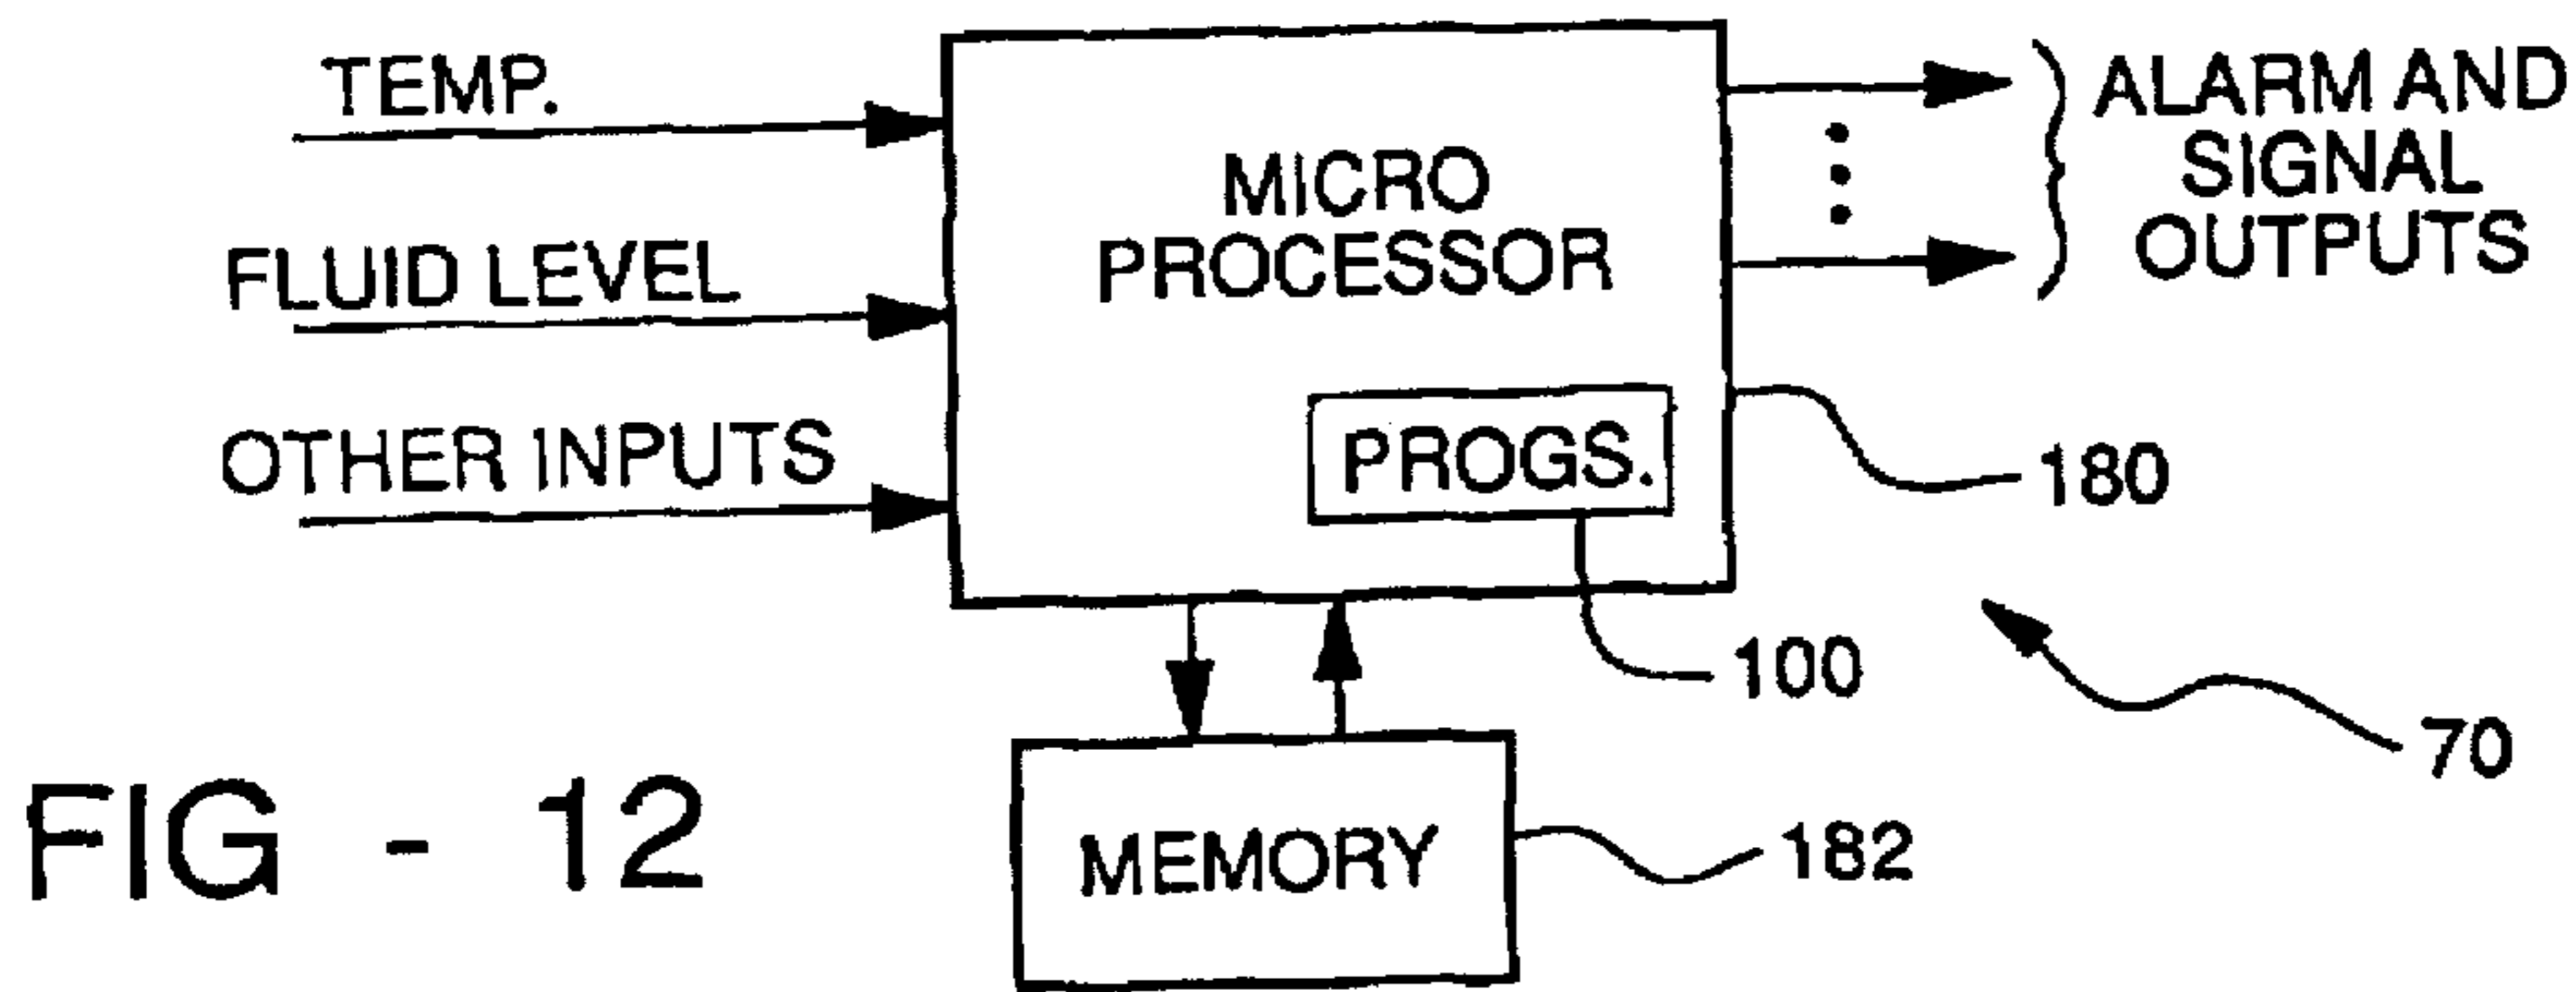 TEMP.
FLUID LEVEL
OTHER INPUTS
MICRO
PROCESSOR
PROGS.
ALARM AND
SIGNAL
OUTPUTS
180
100
70
MEMORY
182
FIG - 12